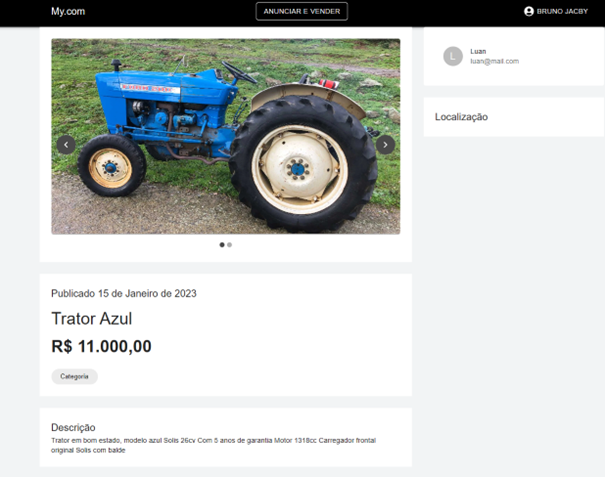 My.com
ANUNCIAR E VENDER
BRUNO JACBY
L
Luan
luan@mail.com
Localização
Publicado 15 de Janeiro de 2023
Trator Azul
R$ 11.000,00
Categoria
Descrição
Trator em bom estado, modelo azul Solis 26cv Com 5 anos de garantia Motor 1318cc Carregador frontal
original Solis com balde